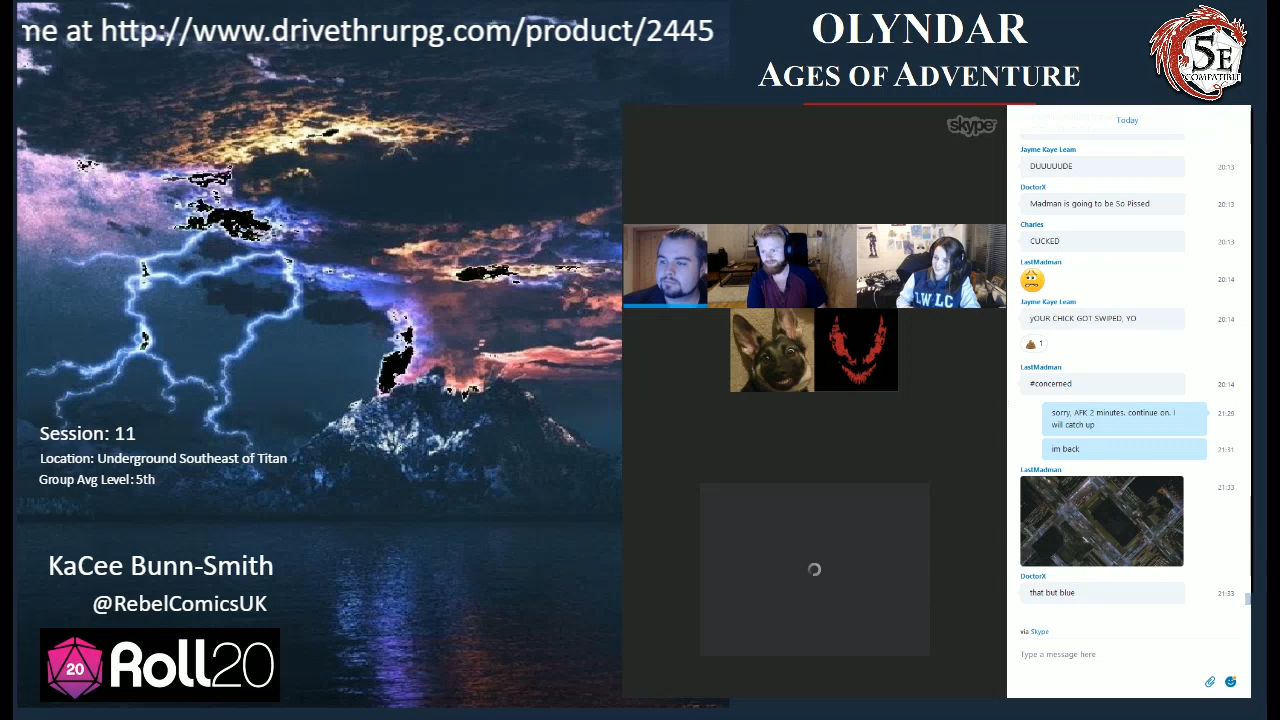 me at http://www.drivethrurpg.com/product/2445
OLYNDAR
AGES OF ADVENTURE
5E
COMPATIBLE
skype
Today
Jayme Kaye Leam
DUUUUUDE
20:13
DoctorX
Madman is going to be So Pissed
20:13
Charles
CUCKED
20:13
LastMadman
20:14
Jayme Kaye Leam
yOUR CHICK GOT SWIPED, YO
20:14
1
LastMadman
#concerned
20:14
sorry, AFK 2 minutes. continue on. I
will catch up
21:29
im back
21:31
LastMadman
21:33
DoctorX
that but blue
21:33
via Skype
Type a message here
LWLC
Session: 11
Location: Underground Southeast of Titan
Group Avg Level: 5th
KaCee Bunn-Smith
@RebelComicsUK
20
Roll20